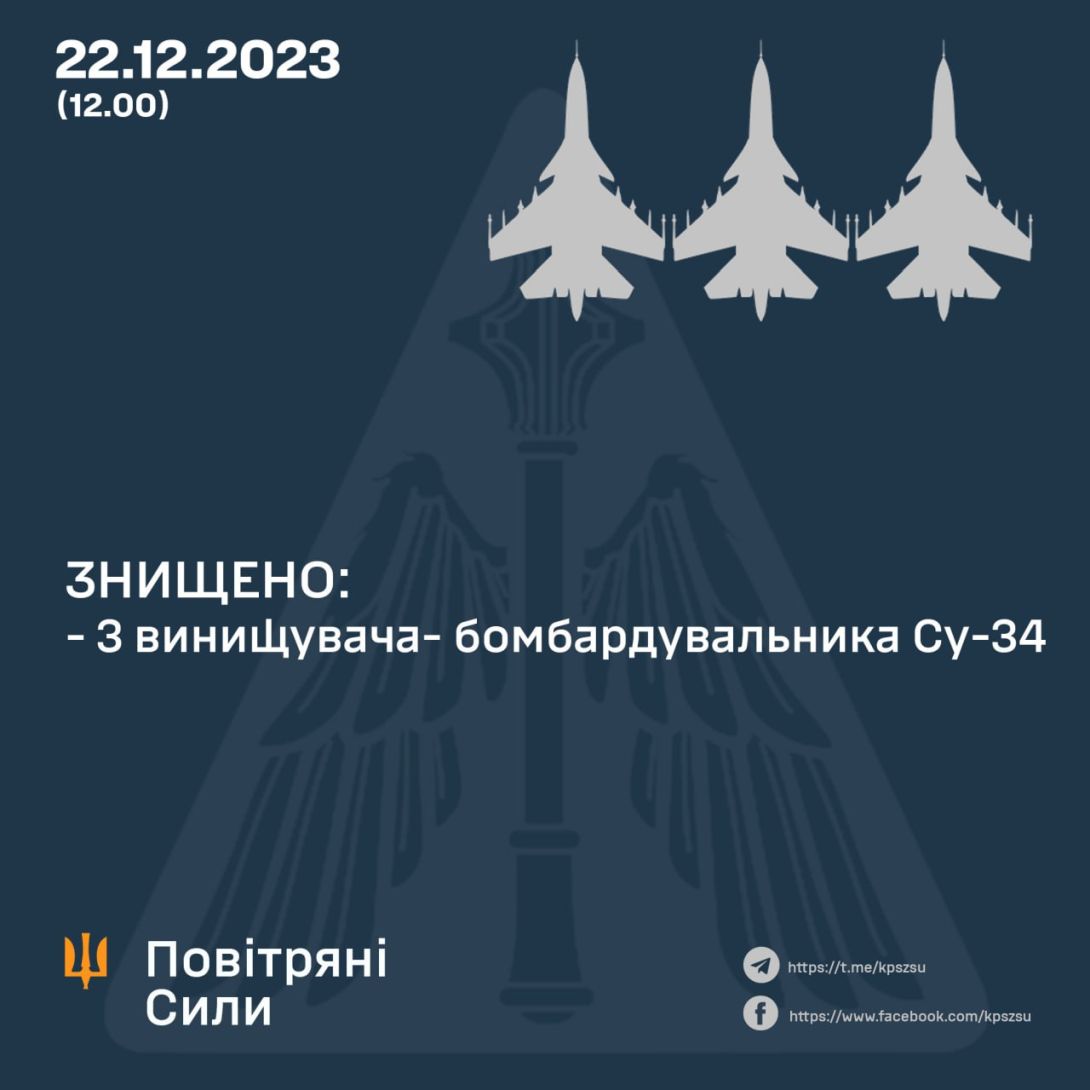 22.12.2023
(12.00)
ЗНИЩЕНО:
- 3 винищувача- бомбардувальника Су-34
Повітряні
Сили
https://t.me/kpszsu
https://www.facebook.com/kpszsu